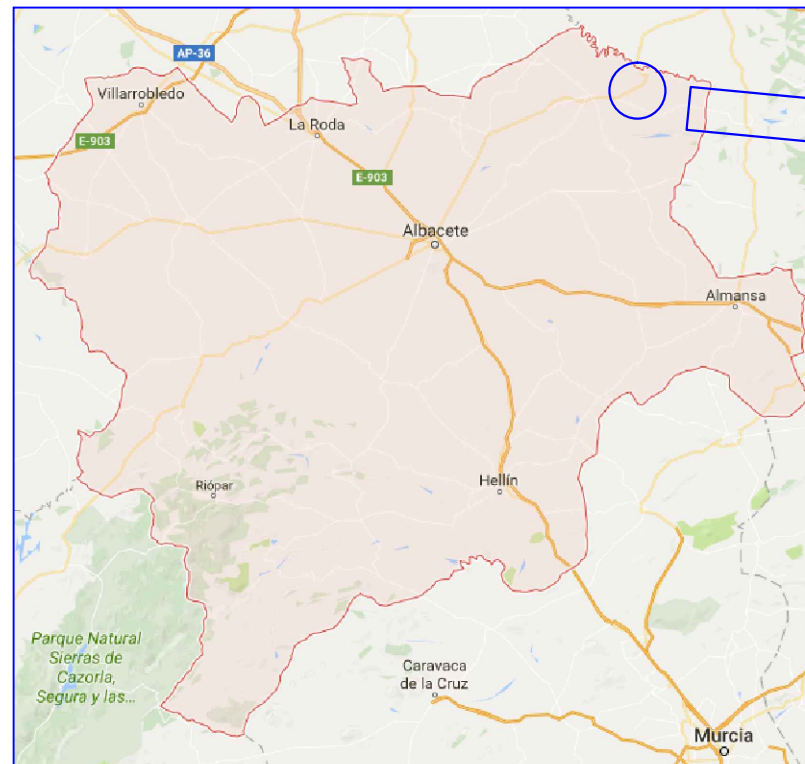 AP-36
Villarrobledo
La Roda
E-903
E-903
Albacete
Almansa
Riópar
Hellín
Parque Natural
Sierras de
Cazorla,
Segura y las...
Caravaca
de la Cruz
Murcia